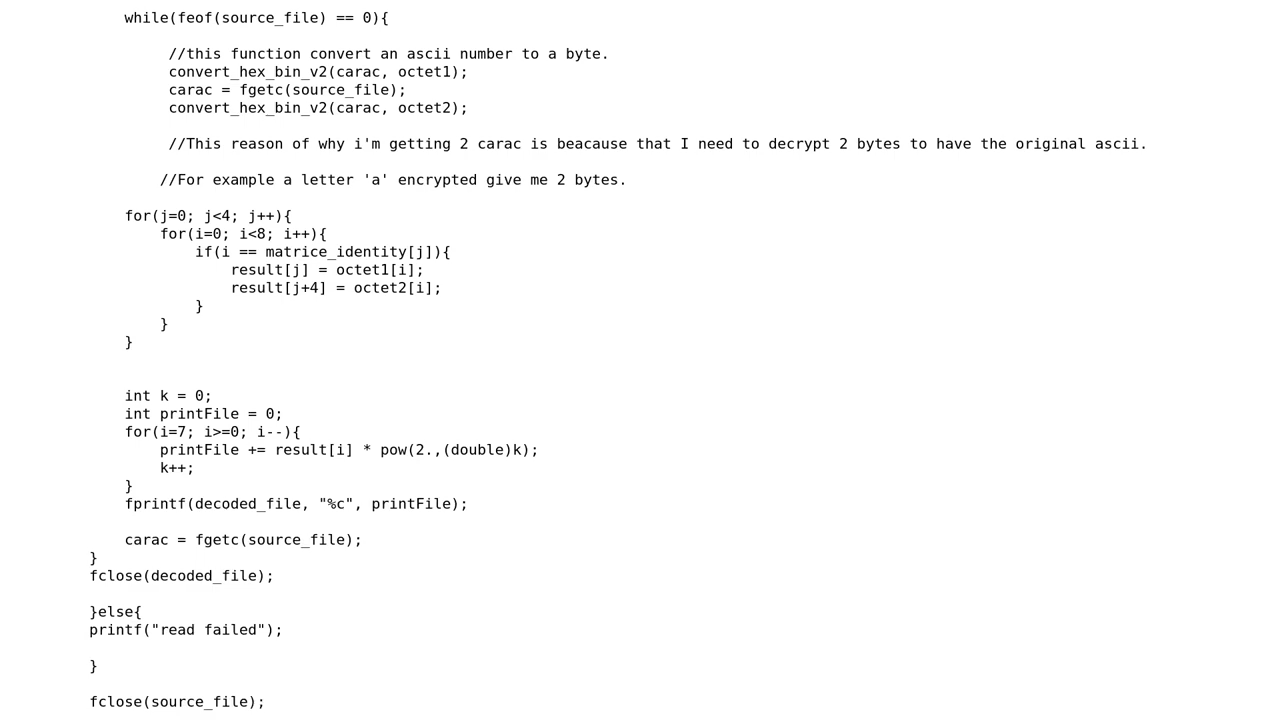 while(feof(source_file) == 0){
//this function convert an ascii number to a byte.
convert_hex_bin_v2(carac, octet1);
carac = fgetc(source_file);
convert_hex_bin_v2(carac, octet2);
//This reason of why i'm getting 2 carac is beacause that I need to decrypt 2 bytes to have the original ascii.
//For example a letter 'a' encrypted give me 2 bytes.
for(j=0; j<4; j++){
for(i=0; i<8; i++){
if(i == matrice_identity[j]){
result[j] = octet1[i];
result[j+4] = octet2[i];
}
}
}
int k = 0;
int printFile = 0;
for(i=7; i>=0; i--){
printFile += result[i] * pow(2.,(double)k);
k++;
}
fprintf(decoded_file, "%c", printFile);
carac = fgetc(source_file);
}
fclose(decoded_file);
}else{
printf("read failed");
}
fclose(source_file);